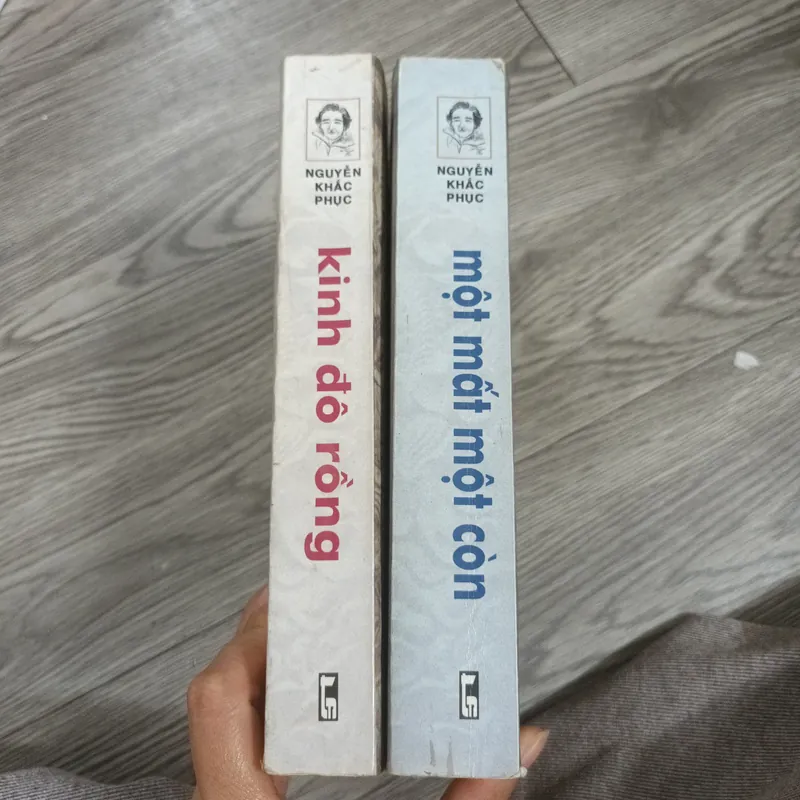 NGUYỄN
KHẮC
PHỤC
kinh đô rồng
NGUYỄN
KHẮC
PHỤC
một mất một còn